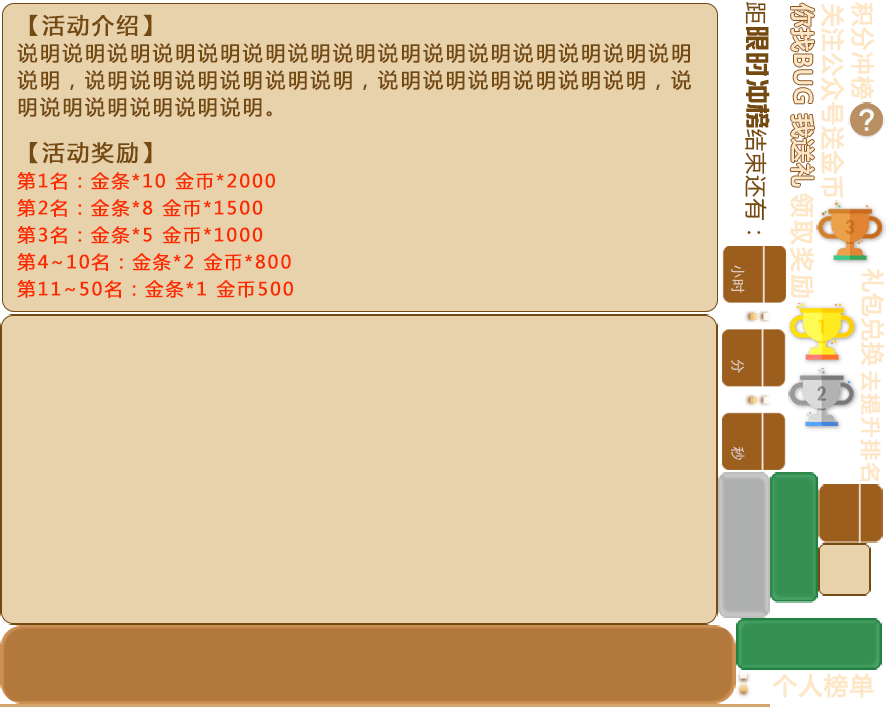 【活动介绍】
说明说明说明说明说明说明说明说明说明说明说明说明说明说明说明
说明，说明说明说明说明说明说明，说明说明说明说明说明说明，说
明说明说明说明说明说明。
【活动奖励】
第1名：金条*10 金币*2000
第2名：金条*8 金币*1500
第3名：金条*5 金币*1000
第4~10名：金条*2 金币*800
第11~50名：金条*1 金币500
距限时冲榜结束还有：
小时
分
秒
你找BUG 我送礼
领取奖励
关注公众号送金币
积分冲榜
?
3
1
2
礼包兑换
去提升排名
个人榜单